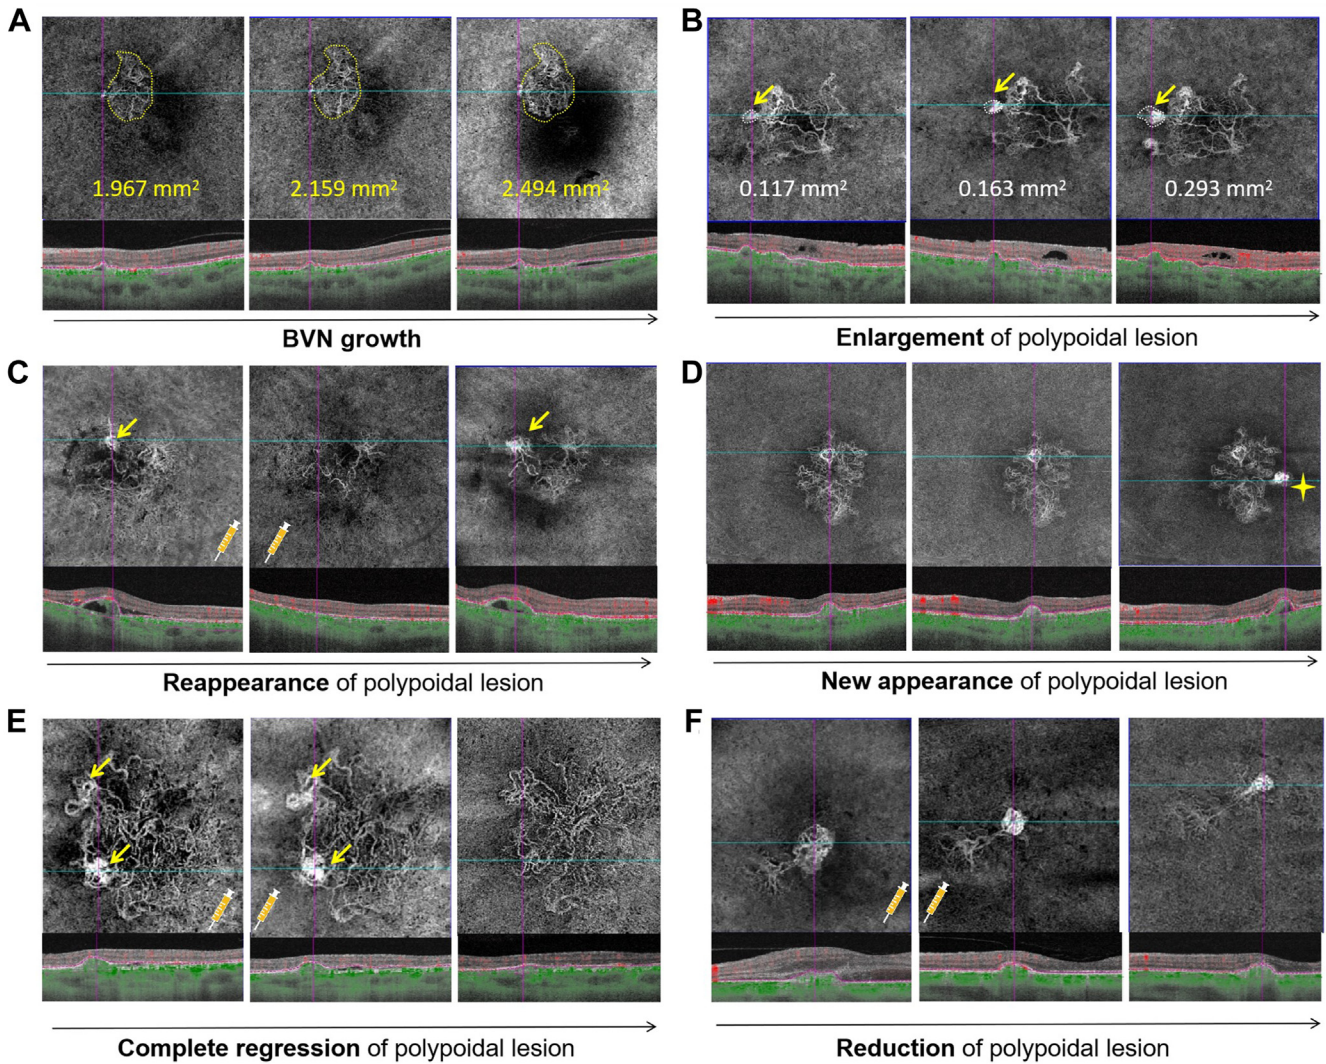 A
1.967 mm²
2.159 mm²
2.494 mm²
BVN growth
B
0.117 mm²
0.163 mm²
0.293 mm²
Enlargement of polypoidal lesion
C
Reappearance of polypoidal lesion
D
New appearance of polypoidal lesion
E
Complete regression of polypoidal lesion
F
Reduction of polypoidal lesion